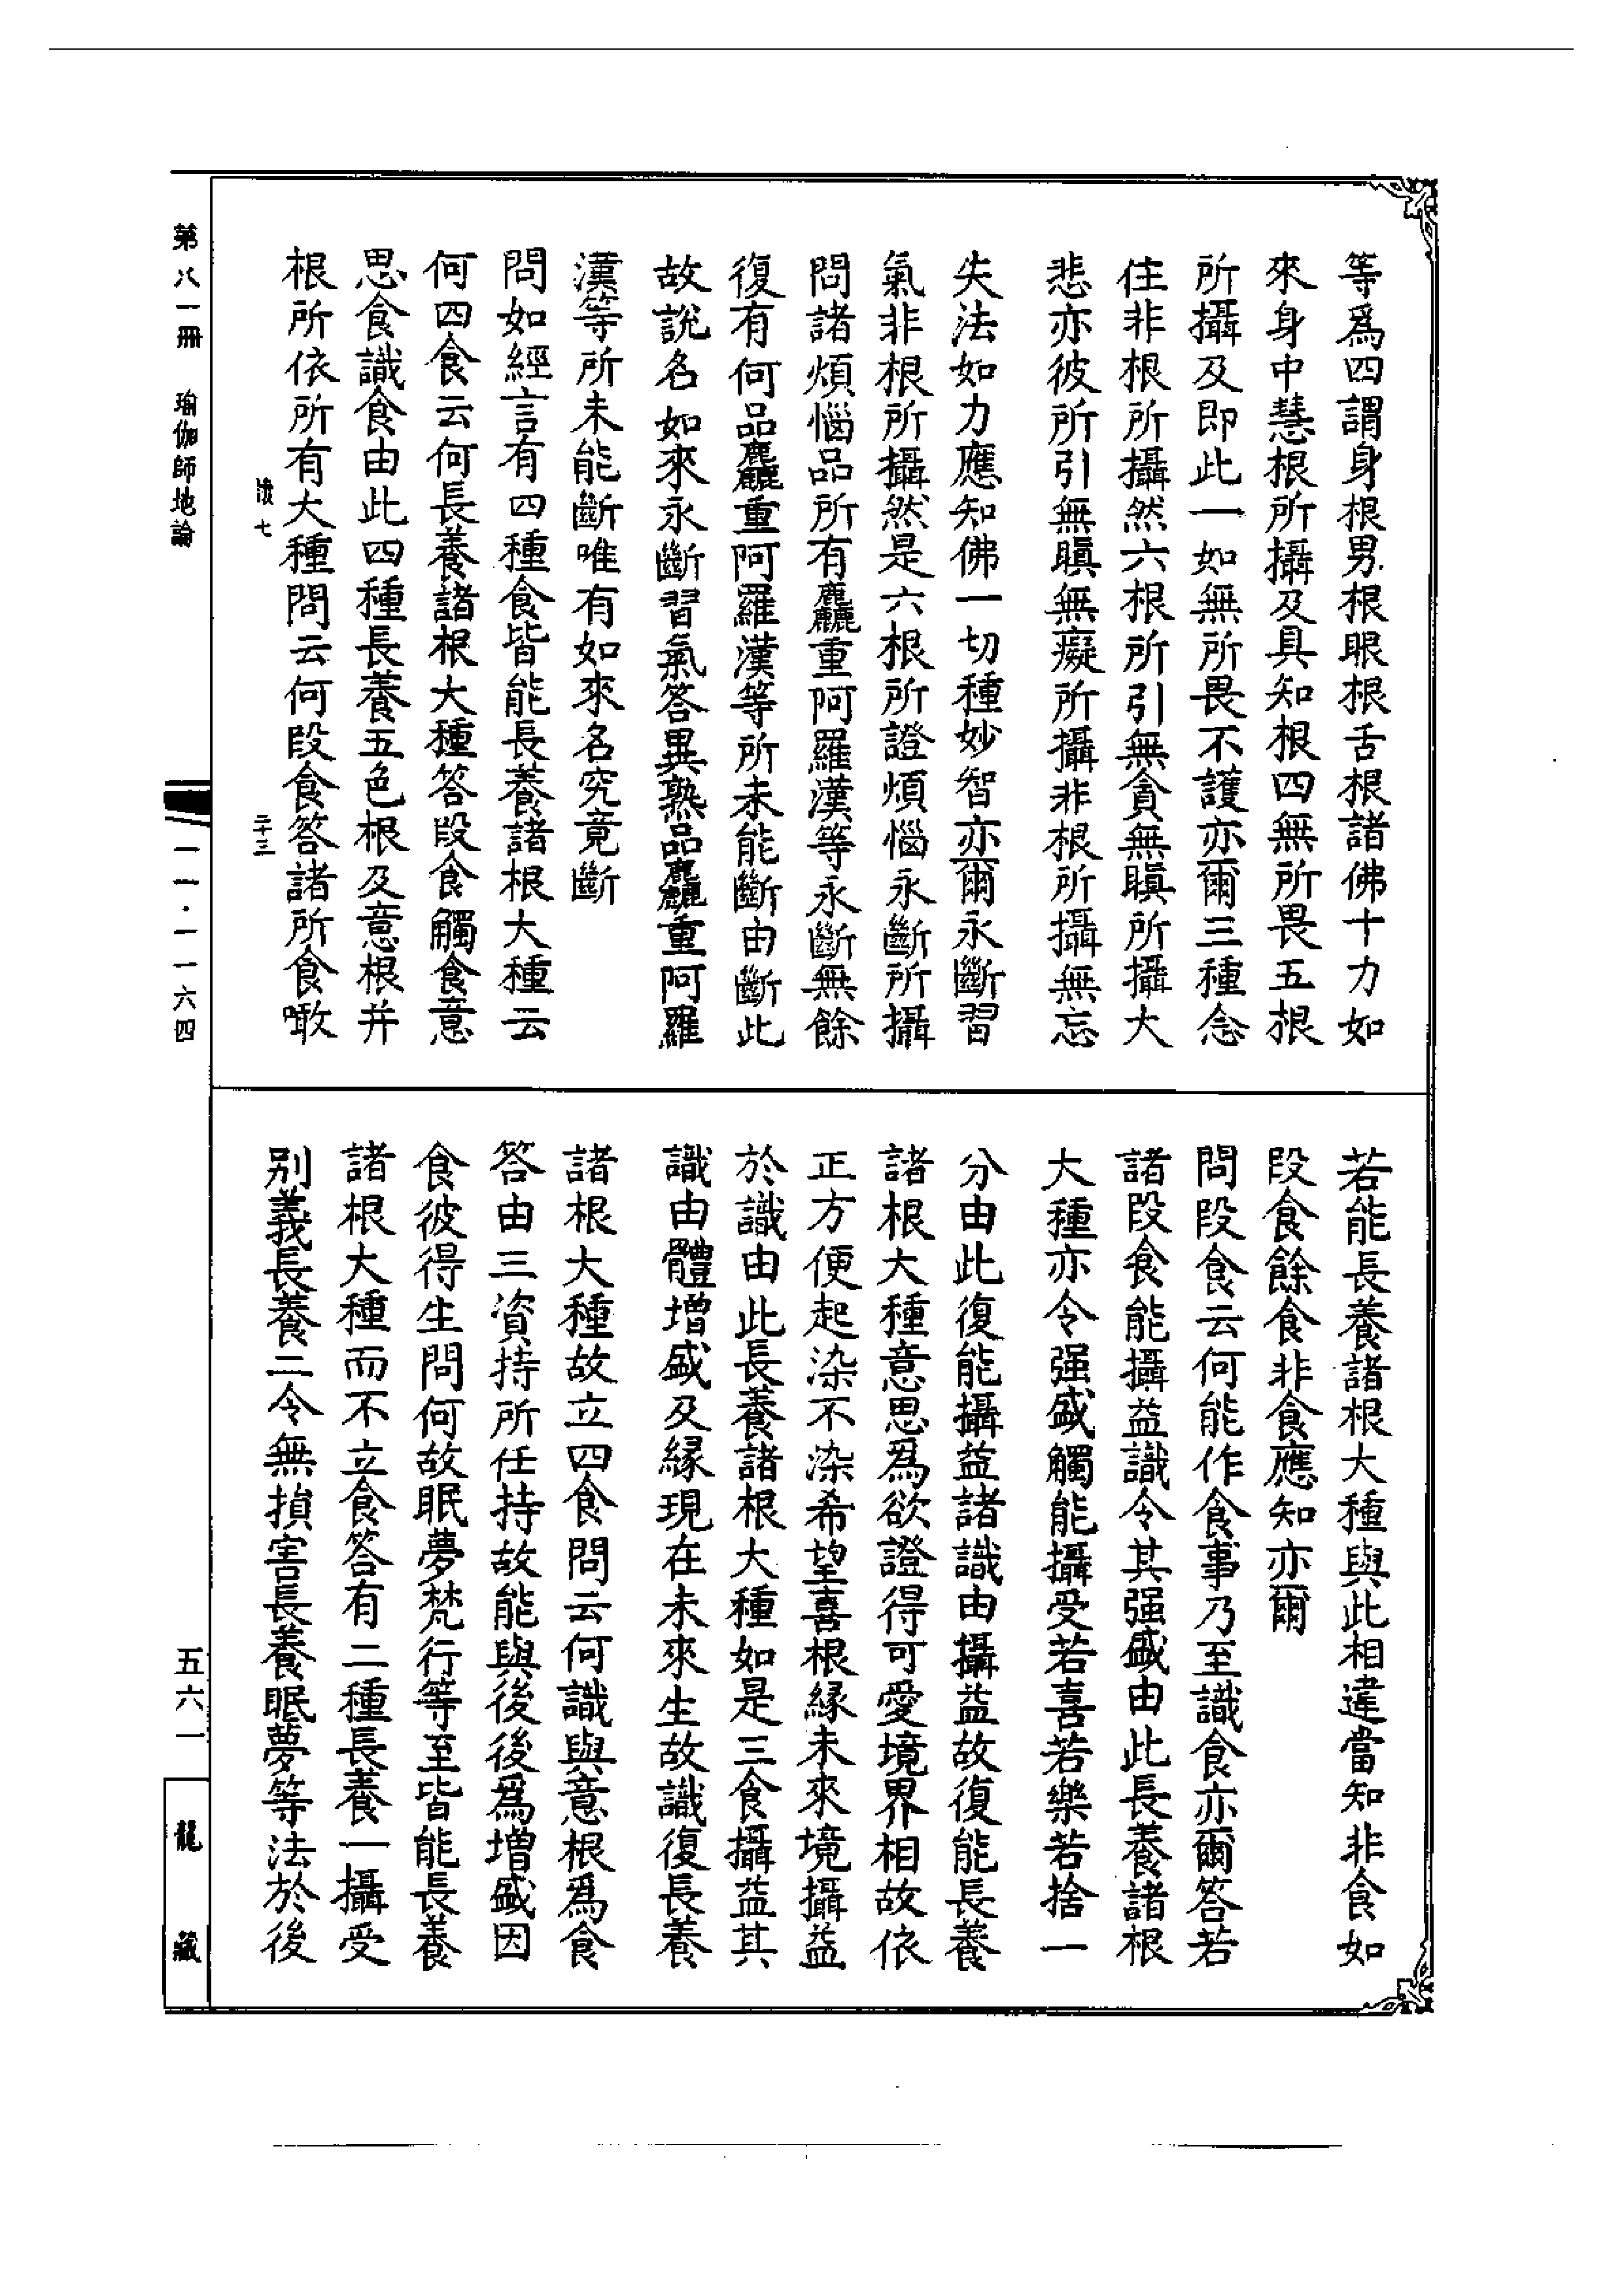 等爲四謂身根男根眼根舌根諸佛十力如
來身中慧根所攝及具知根四無所畏五根
所攝及即此一如無所畏不護亦爾三種念
住非根所攝然六根所引無貪無瞋所攝大
悲亦彼所引無瞋無癡所攝非根所攝無忘
失法如力應知佛一切種妙智亦爾永斷習
氣非根所攝然是六根所證煩惱永斷所攝
問諸煩惱品所有麤重阿羅漢等永斷無餘
復有何品麤重阿羅漢等所未能斷由斷此
故說名如來永斷習氣答異熟品麤重阿羅
漢等所未能斷唯有如來名究竟斷
問如經言有四種食皆能長養諸根大種云
何四食云何長養諸根大種答段食觸食意
思食識食由此四種長養五色根及意根并
根所依所有大種問云何段食答諸所食噉
七 二十三
若能長養諸根大種與此相違當知非食如
段食餘食非食應知亦爾
問段食云何能作食事乃至識食亦爾答若
諸段食能攝益識令其强盛由此長養諸根
大種亦令强盛觸能攝受若喜若樂若捨一
分由此復能攝益諸識由攝益故復能長養
諸根大種意思爲欲證得可愛境界相故依
正方便起染不染希望喜根緣未來境攝益
於識由此長養諸根大種如是三食攝益其
識由體增盛及緣現在未來生故識復長養
諸根大種故立四食問云何識與意根爲食
答由三資持所任持故能與後後爲增盛因
食彼得生問何故眠夢梵行等至皆能長養
諸根大種而不立食答有二種長養一攝受
别義長養二令無損害長養眠夢等法於後
第八一冊 瑜伽師地論
一一·一一六四
五六一
龍藏